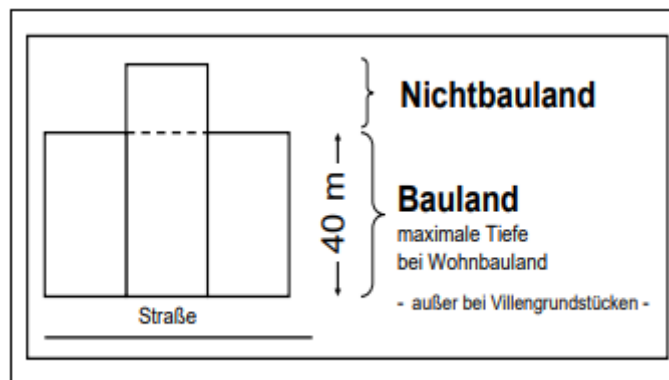 Nichtbauland
40 m
Bauland
maximale Tiefe
bei Wohnbauland
- außer bei Villengrundstücken -
Straße